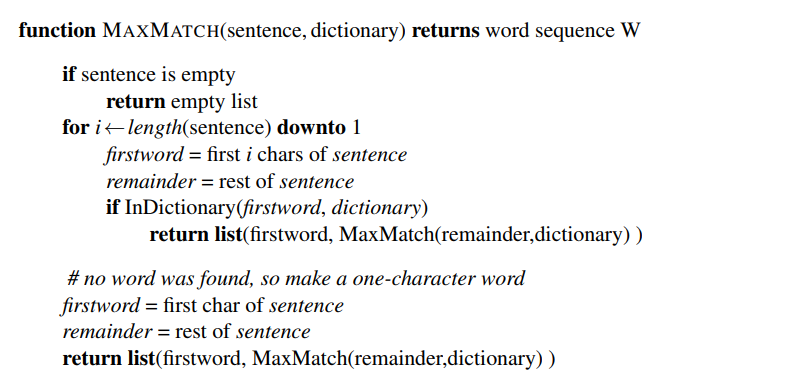 function MAXMATCH(sentence, dictionary) returns word sequence W
if sentence is empty
return empty list
for i←length(sentence) downto 1
firstword = first i chars of sentence
remainder = rest of sentence
if InDictionary(firstword, dictionary)
return list(firstword, MaxMatch(remainder,dictionary) )
# no word was found, so make a one-character word
firstword = first char of sentence
remainder = rest of sentence
return list(firstword, MaxMatch(remainder,dictionary) )